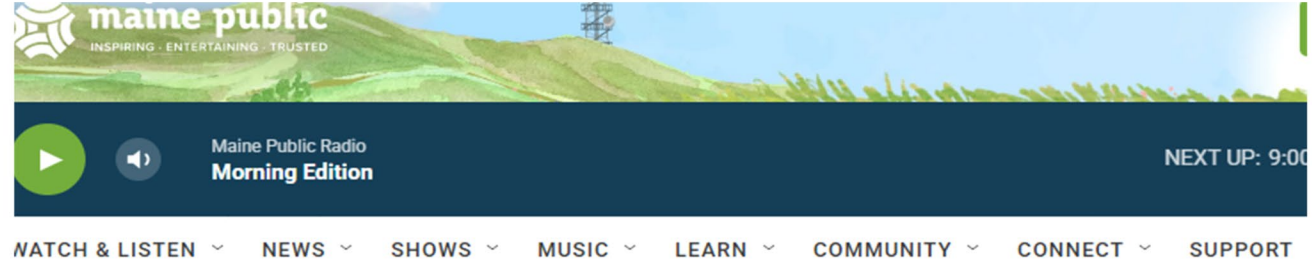 maine public
INSPIRING · ENTERTAINING · TRUSTED
Maine Public Radio
Morning Edition
NEXT UP: 9:00
WATCH & LISTEN NEWS SHOWS MUSIC LEARN COMMUNITY CONNECT SUPPORT